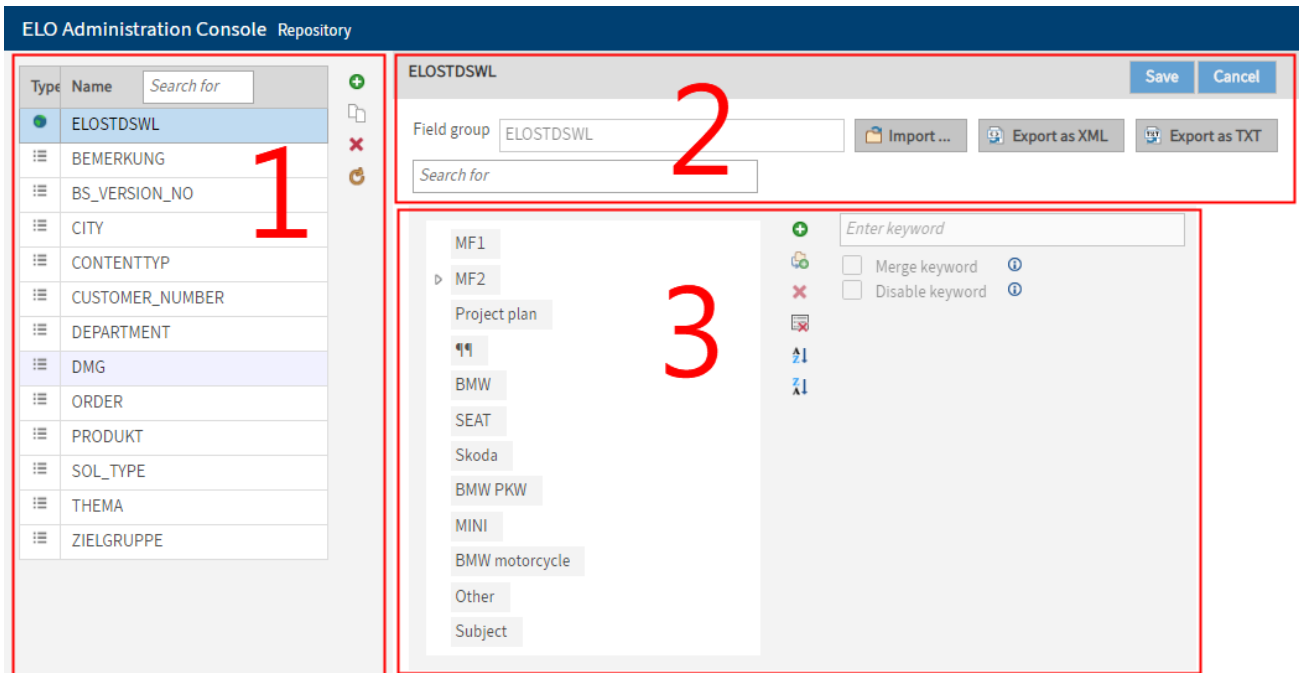 ELO Administration Console Repository
Type Name Search for
ELOSTDSWL
BEMERKUNG
BS_VERSION_NO
CITY
CONTENTTYP
CUSTOMER_NUMBER
DEPARTMENT
DMG
ORDER
PRODUKT
SOL_TYPE
THEMA
ZIELGRUPPE
1
ELOSTDSWL Save Cancel
Field group ELOSTDSWL Import ... Export as XML Export as TXT
Search for
2
MF1
MF2
Project plan
¶¶
BMW
SEAT
Skoda
BMW PKW
MINI
BMW motorcycle
Other
Subject
3
Enter keyword
Merge keyword
Disable keyword